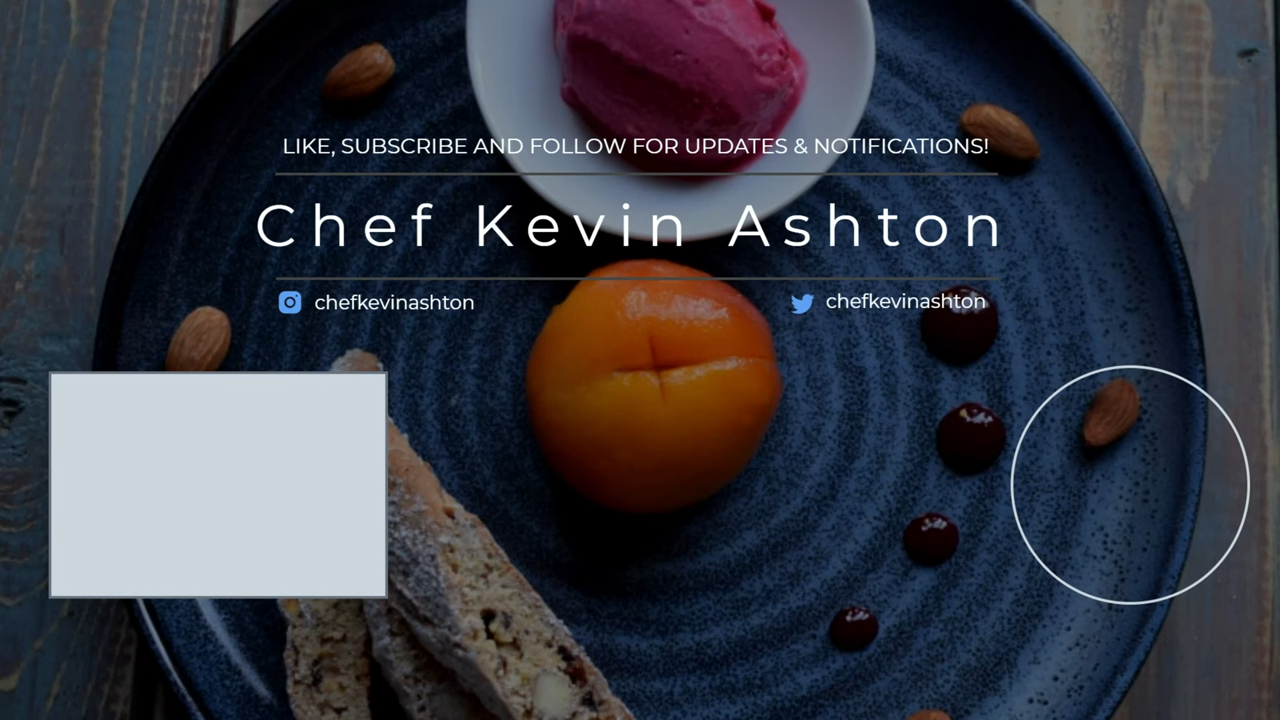 LIKE, SUBSCRIBE AND FOLLOW FOR UPDATES & NOTIFICATIONS!
Chef Kevin Ashton
chefkevinashton
chefkevinashton